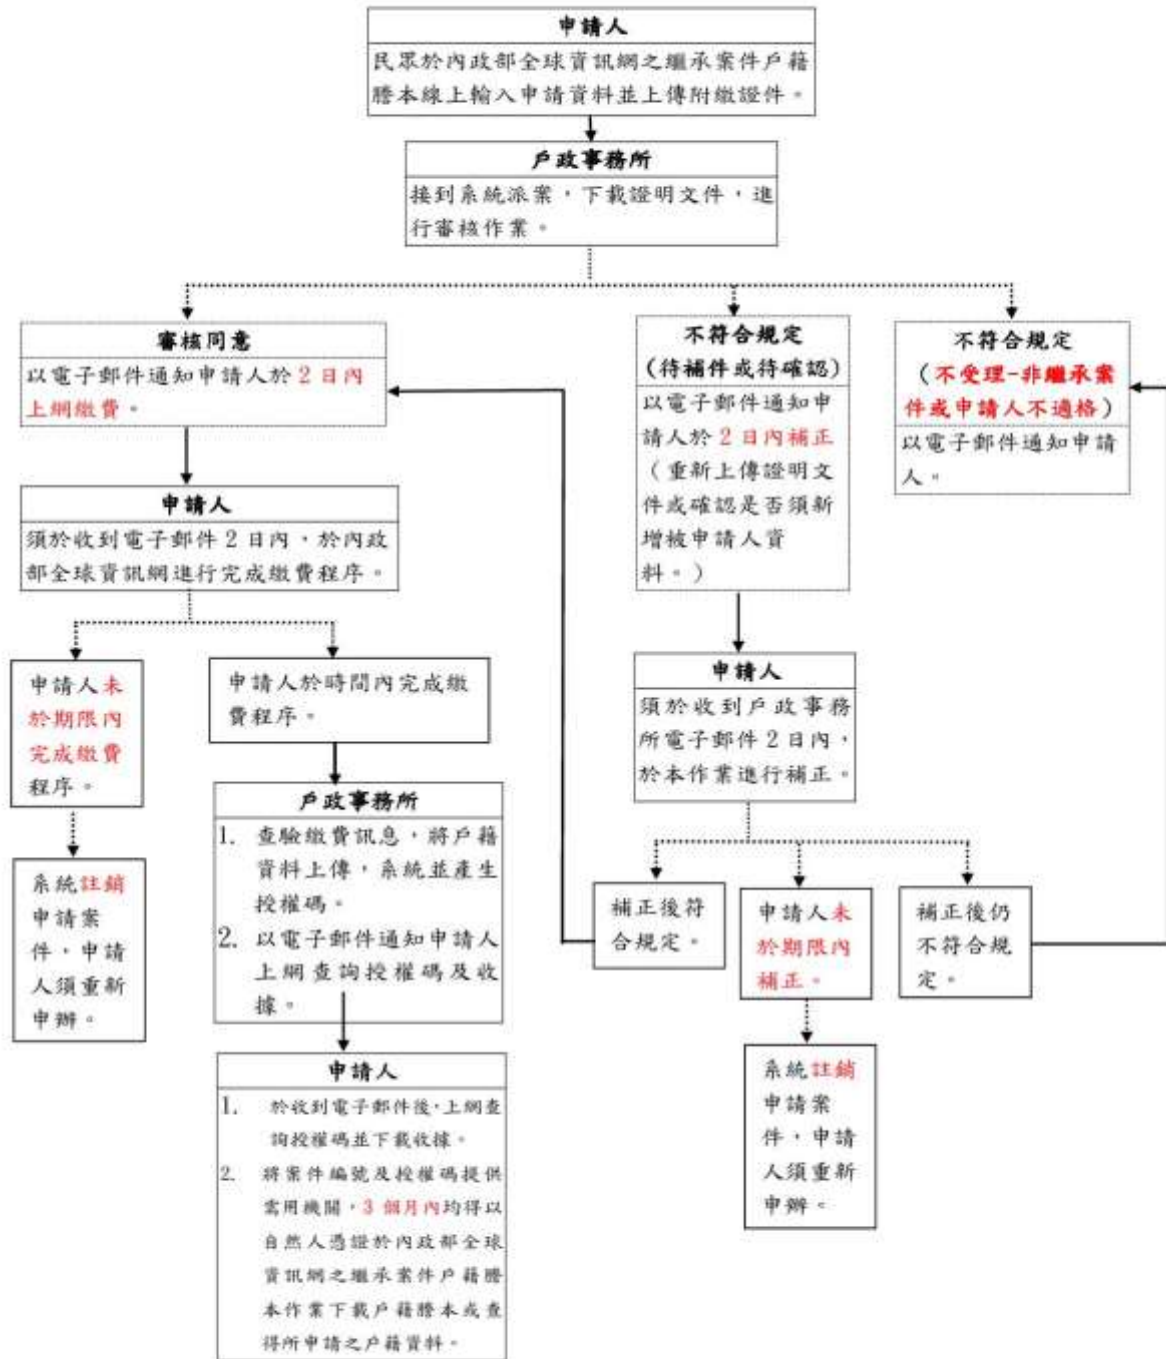 申請人
民眾於內政部全球資訊網之繼承案件戶籍
謄本線上輸入申請資料並上傳附繳證件。
戶政事務所
接到系統派案，下載證明文件，進
行審核作業。
審核同意
以電子郵件通知申請人於 2 日內
上網繳費。
申請人
須於收到電子郵件 2 日內，於內政
部全球資訊網進行完成繳費程序。
申請人未
於期限內
完成繳費
程序。
系統註銷
申請案
件，申請
人須重新
申辦。
申請人於時間內完成繳
費程序。
戶政事務所
1. 查驗繳費訊息，將戶籍
資料上傳，系統並產生
授權碼。
2. 以電子郵件通知申請人
上網查詢授權碼及收
據。
申請人
1. 於收到電子郵件後，上網查
詢授權碼並下載收據。
2. 將案件編號及授權碼提供
需用機關，3 個月內均得以
自然人憑證於內政部全球
資訊網之繼承案件戶籍謄
本作業下載戶籍謄本或查
得所申請之戶籍資料。
不符合規定
(待補件或待確認)
以電子郵件通知申
請人於 2 日內補正
（重新上傳證明文
件或確認是否須新
增被申請人資
料。）
申請人
須於收到戶政事務
所電子郵件 2 日內，
於本作業進行補正。
補正後符
合規定。
申請人未
於期限內
補正。
系統註銷
申請案
件，申請
人須重新
申辦。
補正後仍
不符合規
定。
不符合規定
（不受理-非繼承案
件或申請人不適格）
以電子郵件通知申請
人。